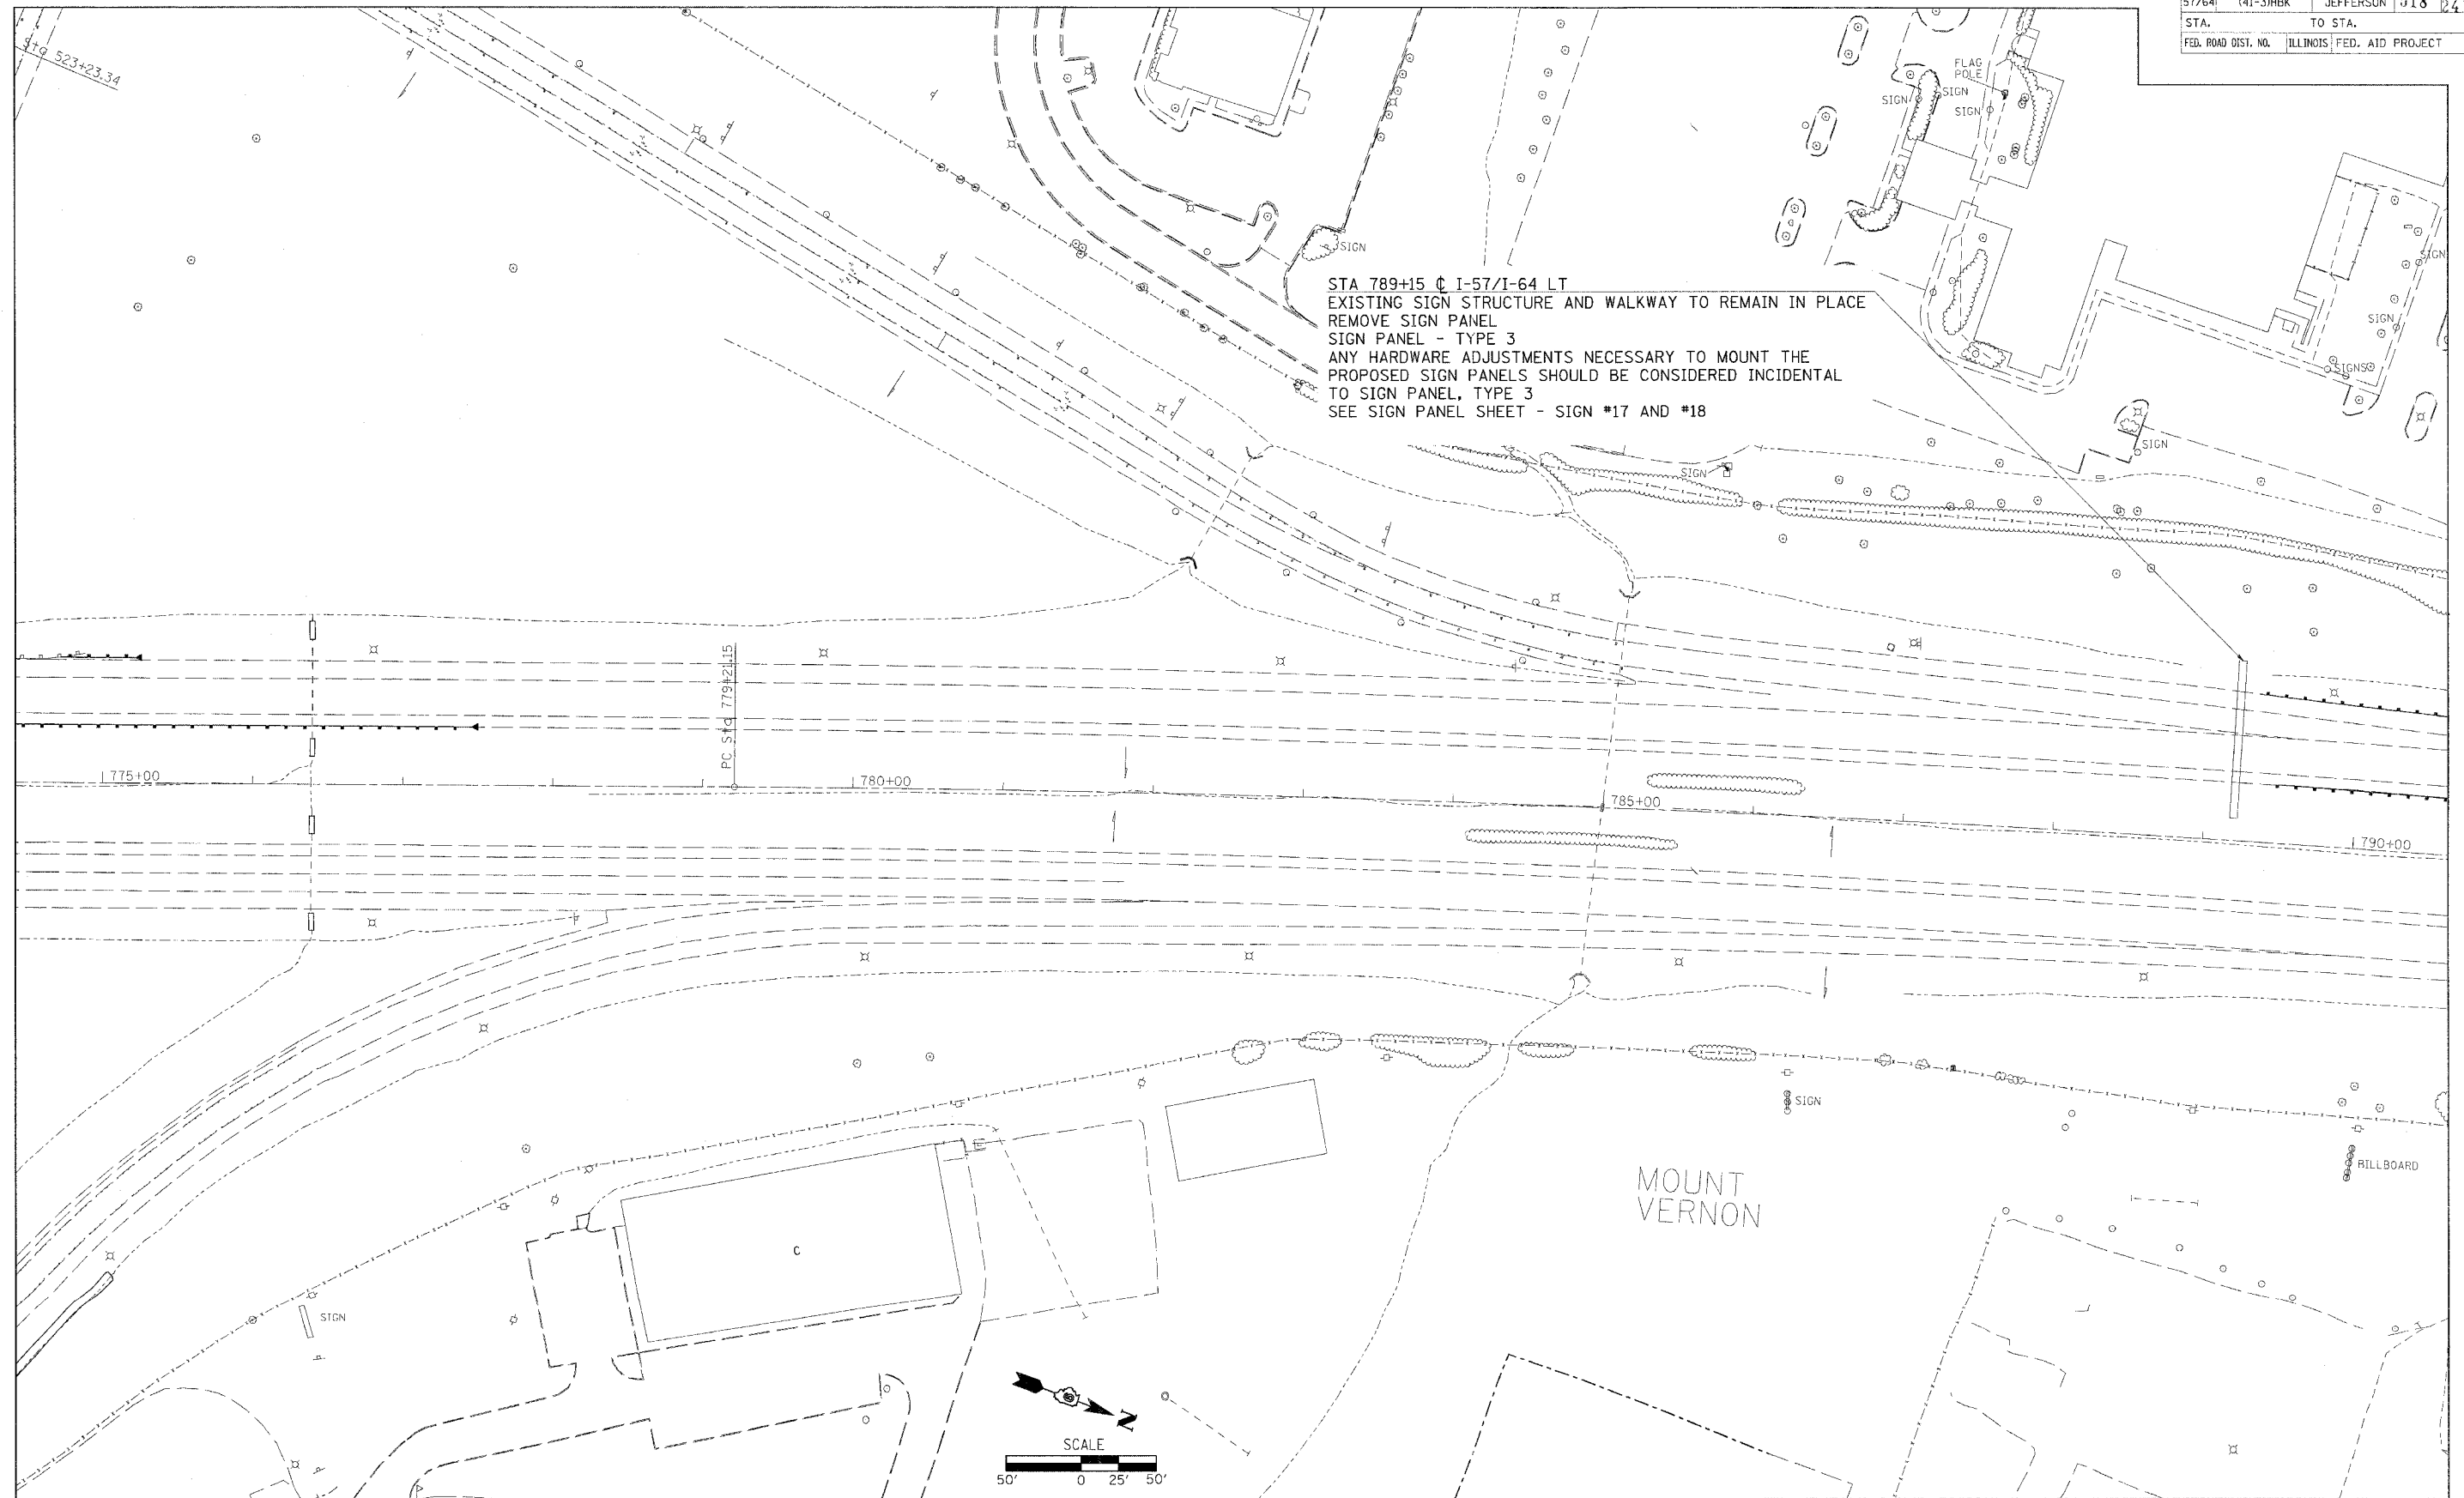 57/64 (41-3)HBK JEFFERSON
STA. TO STA.
FED. ROAD DIST. NO. ILLINOIS FED. AID PROJECT
Sta 523+23.34
FLAG
POLE
SIGN
SIGN
SIGN
SIGN
SIGN
SIGN
SIGNS
SIGN
SIGN
STA 789+15 ℄ I-57/I-64 LT
EXISTING SIGN STRUCTURE AND WALKWAY TO REMAIN IN PLACE
REMOVE SIGN PANEL
SIGN PANEL - TYPE 3
ANY HARDWARE ADJUSTMENTS NECESSARY TO MOUNT THE
PROPOSED SIGN PANELS SHOULD BE CONSIDERED INCIDENTAL
TO SIGN PANEL, TYPE 3
SEE SIGN PANEL SHEET - SIGN #17 AND #18
PC Sta 779+21.15
775+00
780+00
785+00
790+00
SIGN
BILLBOARD
MOUNT
VERNON
C
SIGN
N
SCALE
50' 0 25' 50'